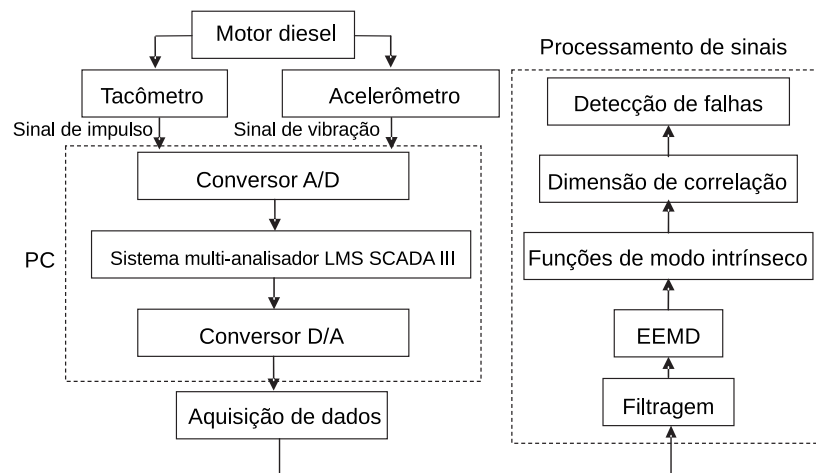 Motor diesel
Tacômetro
Acelerômetro
Sinal de impulso
Sinal de vibração
PC
Conversor A/D
Sistema multi-analisador LMS SCADA III
Conversor D/A
Aquisição de dados
Processamento de sinais
Detecção de falhas
Dimensão de correlação
Funções de modo intrínseco
EEMD
Filtragem